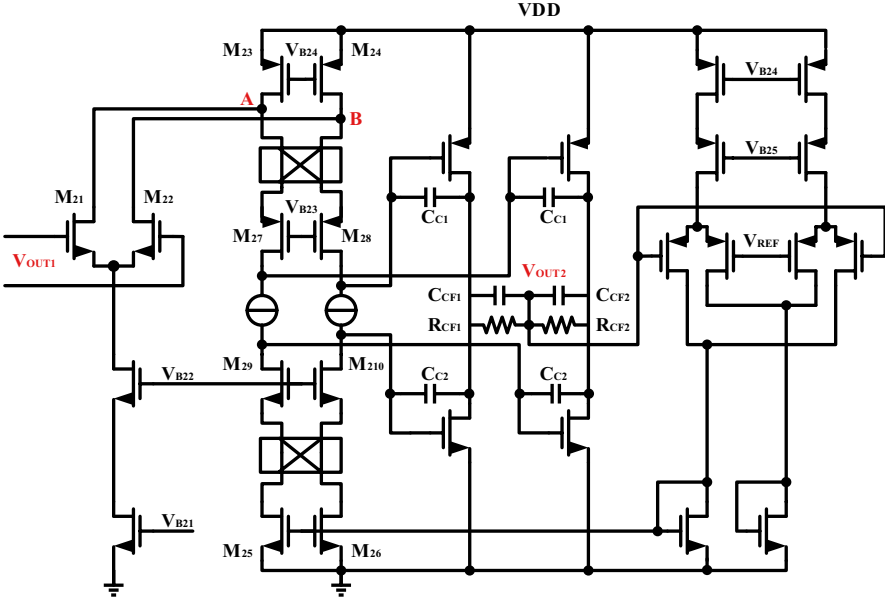 VDD
M23 VB24 M24
VB24
A
B
VB25
M21 M22
VB23
M27 M28
VREF
VOUT1
CC1 CC1
VOUT2
CCF1 CCF2
RCF1 RCF2
M29 M210
VB22
CC2 CC2
VB21
M25 M26